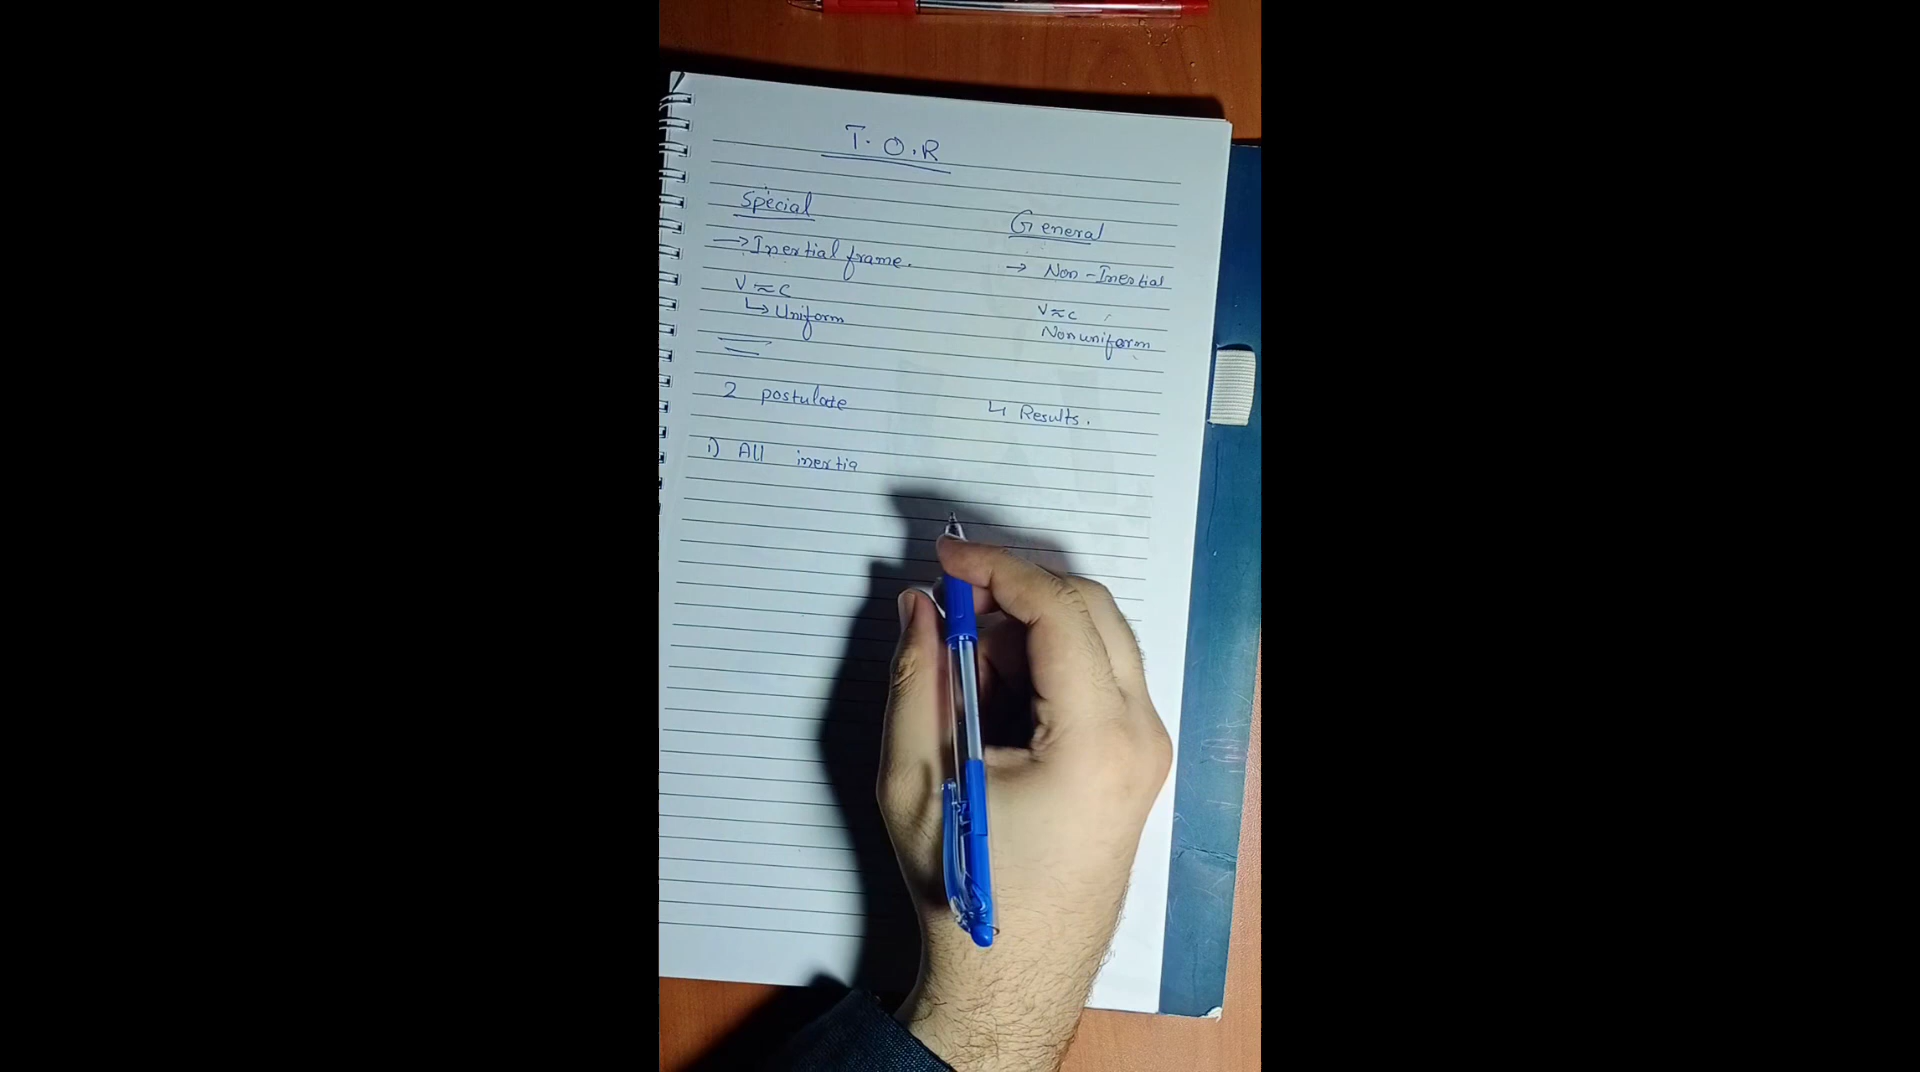 T.O.R
Special
General
→ Inertial frame.
→ Non-Inertial
V≈c
↳ Uniform
V≈c
Nonuniform
2 postulate
4 Results.
1) All inertia